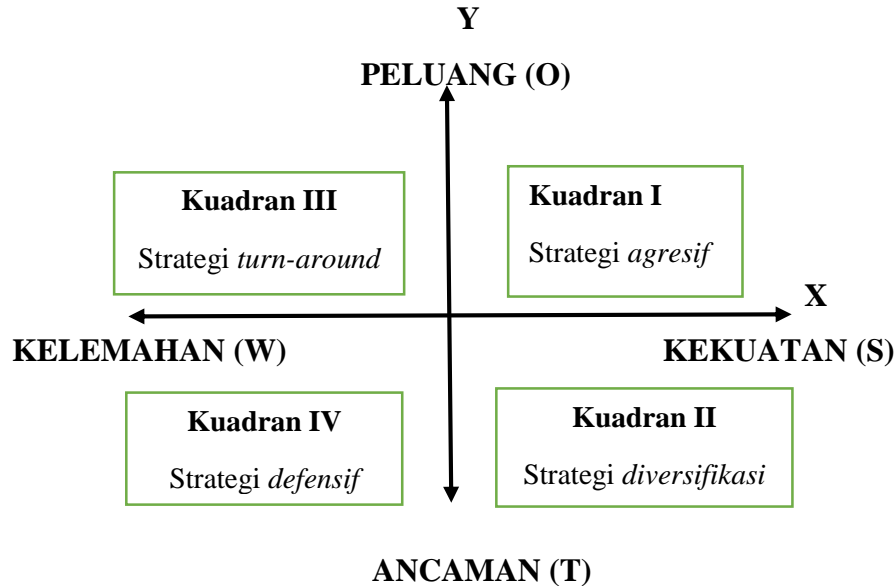 Y
PELUANG (O)
Kuadran III
Strategi turn-around
Kuadran I
Strategi agresif
X
KELEMAHAN (W)
KEKUATAN (S)
Kuadran IV
Strategi defensif
Kuadran II
Strategi diversifikasi
ANCAMAN (T)